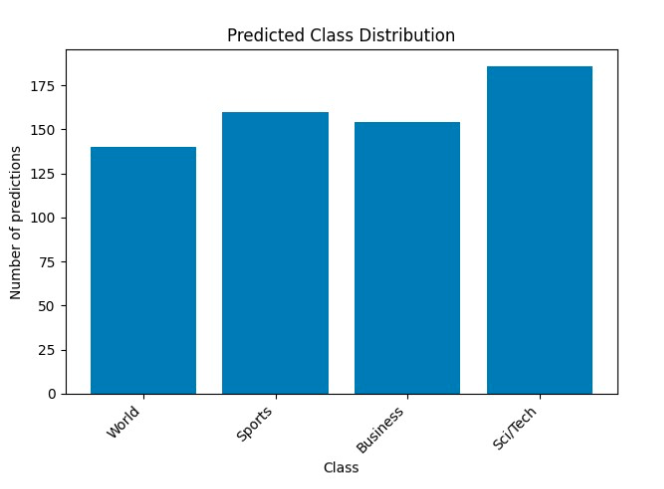 Predicted Class Distribution
Number of predictions
175
150
125
100
75
50
25
0
World
Sports
Business
Sci/Tech
Class